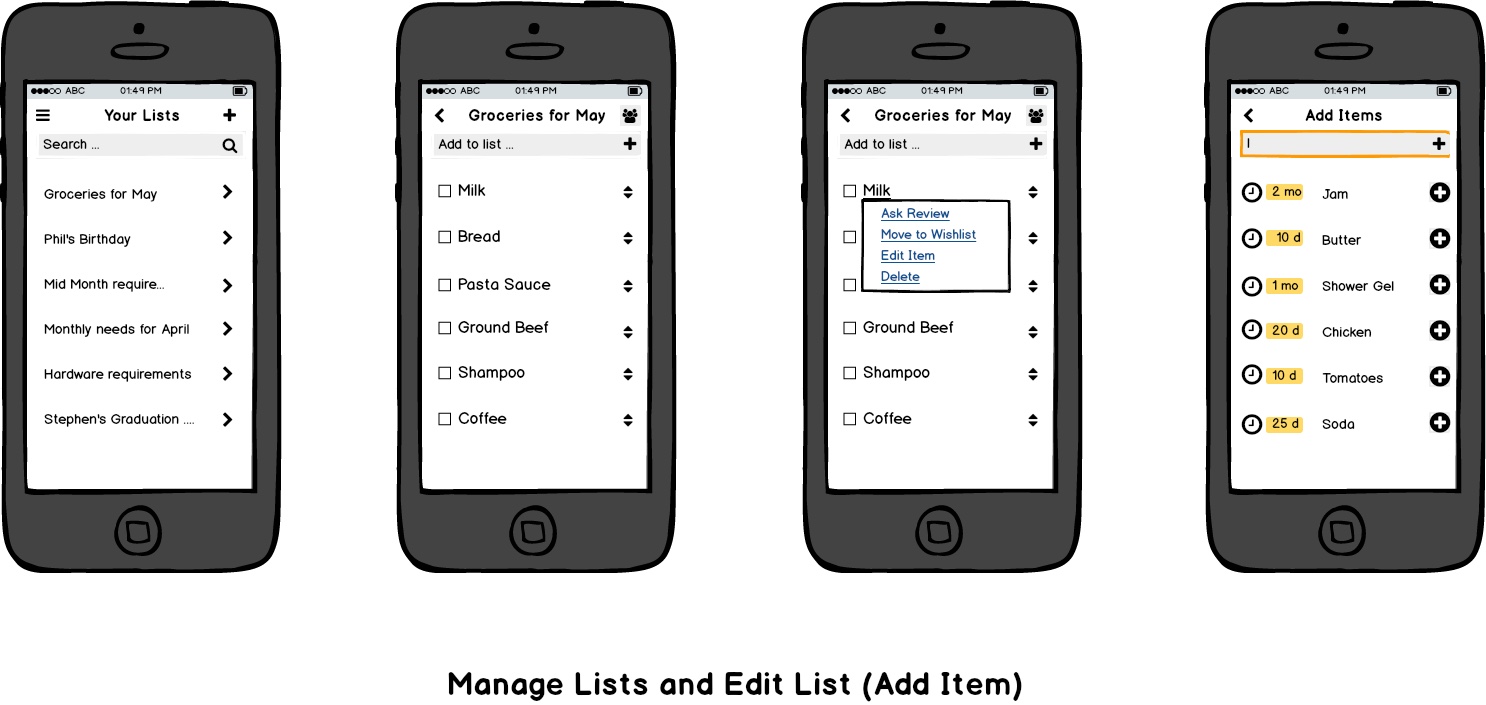 ABC 01:49 PM
Your Lists
Search ...
Groceries for May
Phil's Birthday
Mid Month require...
Monthly needs for April
Hardware requirements
Stephen's Graduation ....
ABC 01:49 PM
Groceries for May
Add to list ...
Milk
Bread
Pasta Sauce
Ground Beef
Shampoo
Coffee
ABC 01:49 PM
Groceries for May
Add to list ...
Milk
Ask Review
Move to Wishlist
Edit Item
Delete
Ground Beef
Shampoo
Coffee
ABC 01:49 PM
Add Items
2 mo Jam
10 d Butter
1 mo Shower Gel
20 d Chicken
10 d Tomatoes
25 d Soda
Manage Lists and Edit List (Add Item)